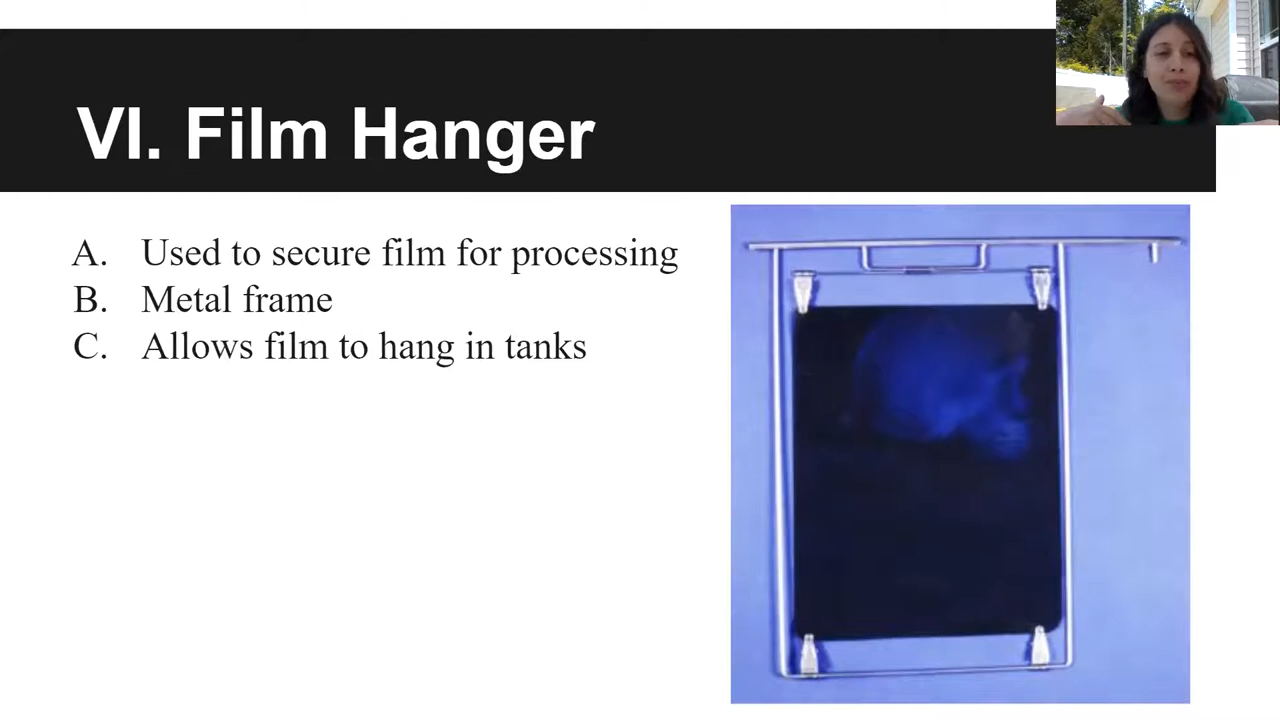 VI. Film Hanger
A. Used to secure film for processing
B. Metal frame
C. Allows film to hang in tanks